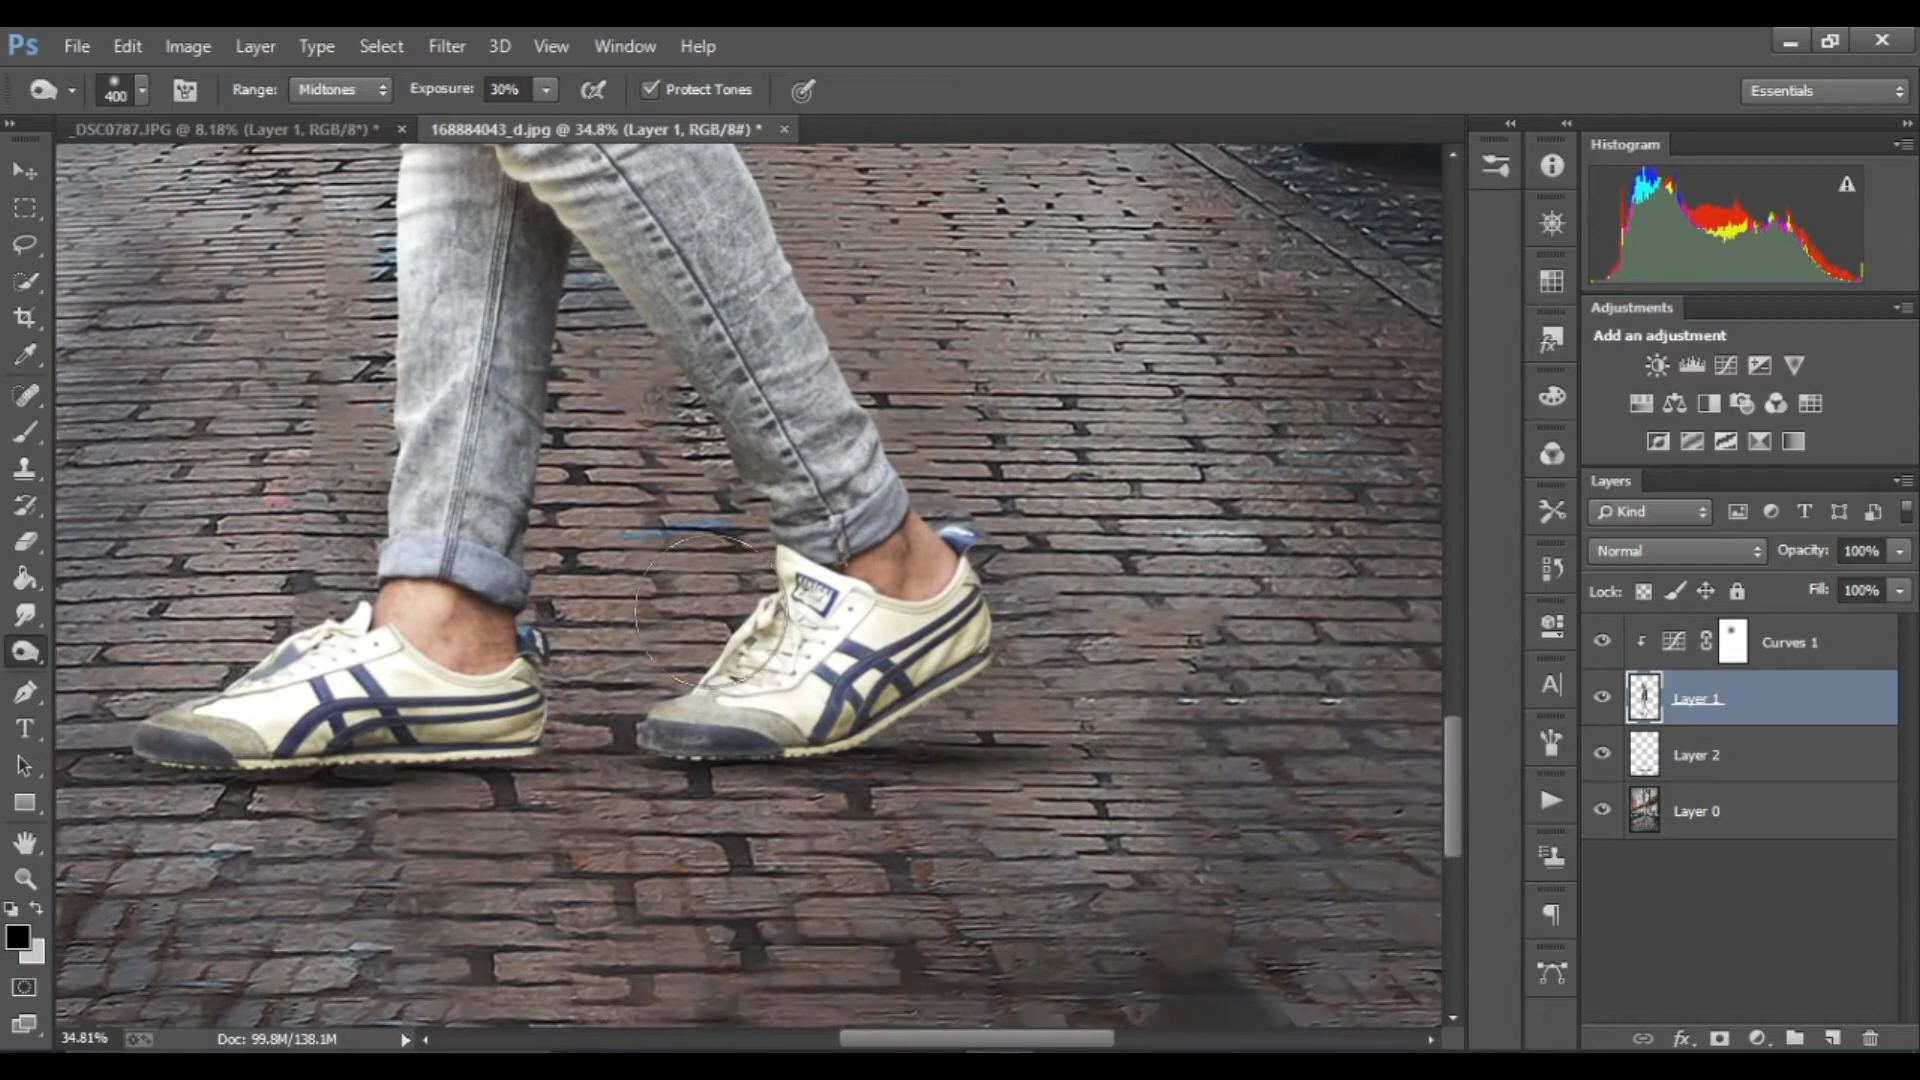 Ps File Edit Image Layer Type Select Filter 3D View Window Help
400 Range: Midtones Exposure: 30% Protect Tones Essentials
_DSC0787.JPG @ 8.18% (Layer 1, RGB/8*) * × 168884043_d.jpg @ 34.8% (Layer 1, RGB/8#) * ×
Histogram
Adjustments
Add an adjustment
Layers
Kind
Normal Opacity: 100%
Lock: Fill: 100%
Curves 1
Layer 1
Layer 2
Layer 0
34.81% Doc: 99.8M/138.1M